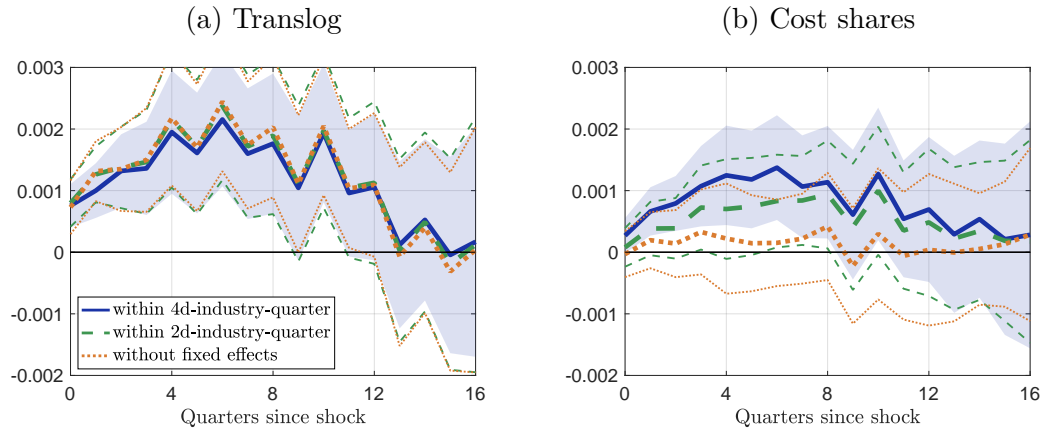 (a) Translog
0.003
0.002
0.001
0
-0.001
-0.002
within 4d-industry-quarter
within 2d-industry-quarter
without fixed effects
0 4 8 12 16
Quarters since shock
(b) Cost shares
0.003
0.002
0.001
0
-0.001
-0.002
0 4 8 12 16
Quarters since shock